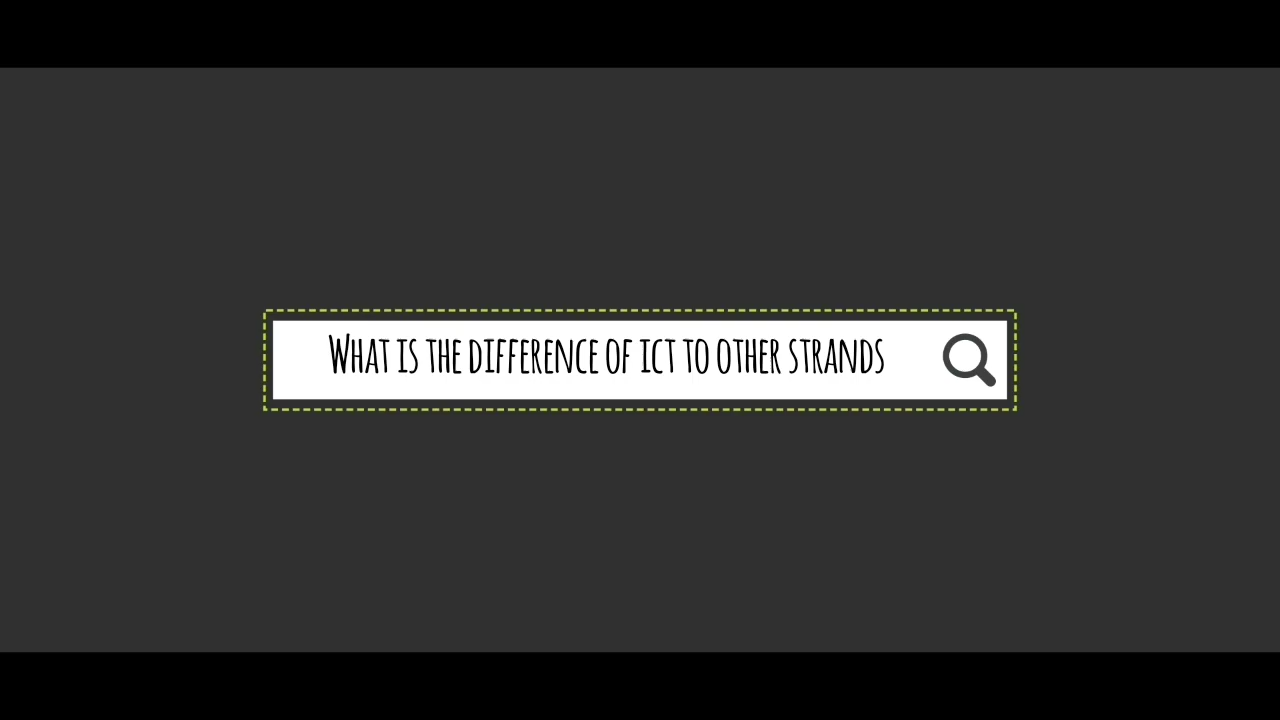 What is the difference of ict to other strands